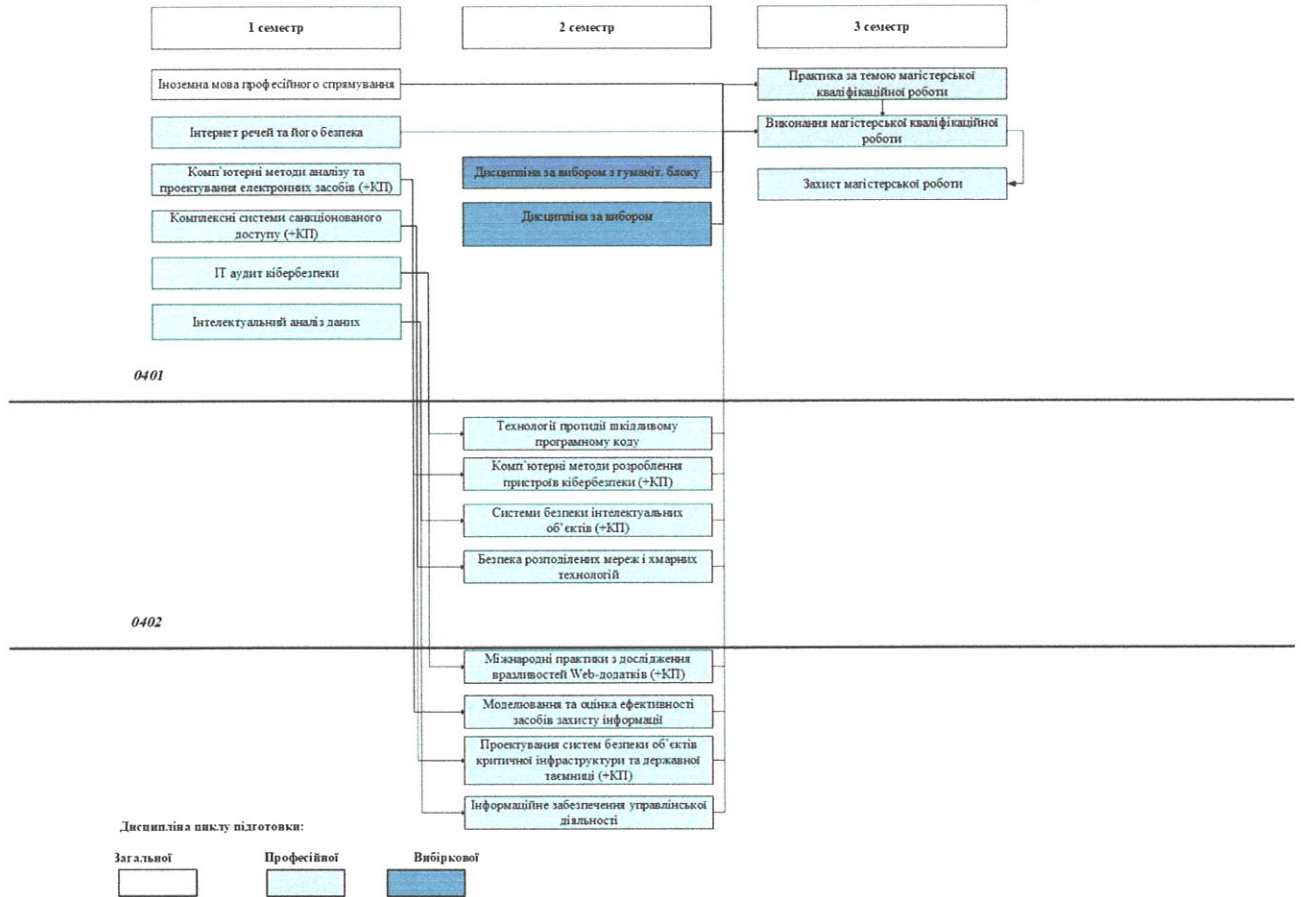 1 семестр
2 семестр
3 семестр
Іноземна мова професійного спрямування
Практика за темою магістерської
кваліфікаційної роботи
Інтернет речей та його безпека
Виконання магістерської кваліфікаційної
роботи
Комп'ютерні методи аналізу та
проектування електронних засобів (+КП)
Дисципліна за вибором з гуманіт. блоку
Захист магістерської роботи
Комплексні системи санкціонованого
доступу (+КП)
Дисципліна за вибором
ІТ аудит кібербезпеки
Інтелектуальний аналіз даних
0401
Технології протидії шкідливому
програмному коду
Комп'ютерні методи розроблення
пристроїв кібербезпеки (+КП)
Системи безпеки інтелектуальних
об'єктів (+КП)
Безпека розподілених мереж і хмарних
технологій
0402
Міжнародні практики з дослідження
вразливостей Web-додатків (+КП)
Моделювання та оцінка ефективності
засобів захисту інформації
Проектування систем безпеки об'єктів
критичної інфраструктури та державної
таємниці (+КП)
Інформаційне забезпечення управлінської
діяльності
Дисципліна циклу підготовки:
Загальної
Професійної
Вибіркової